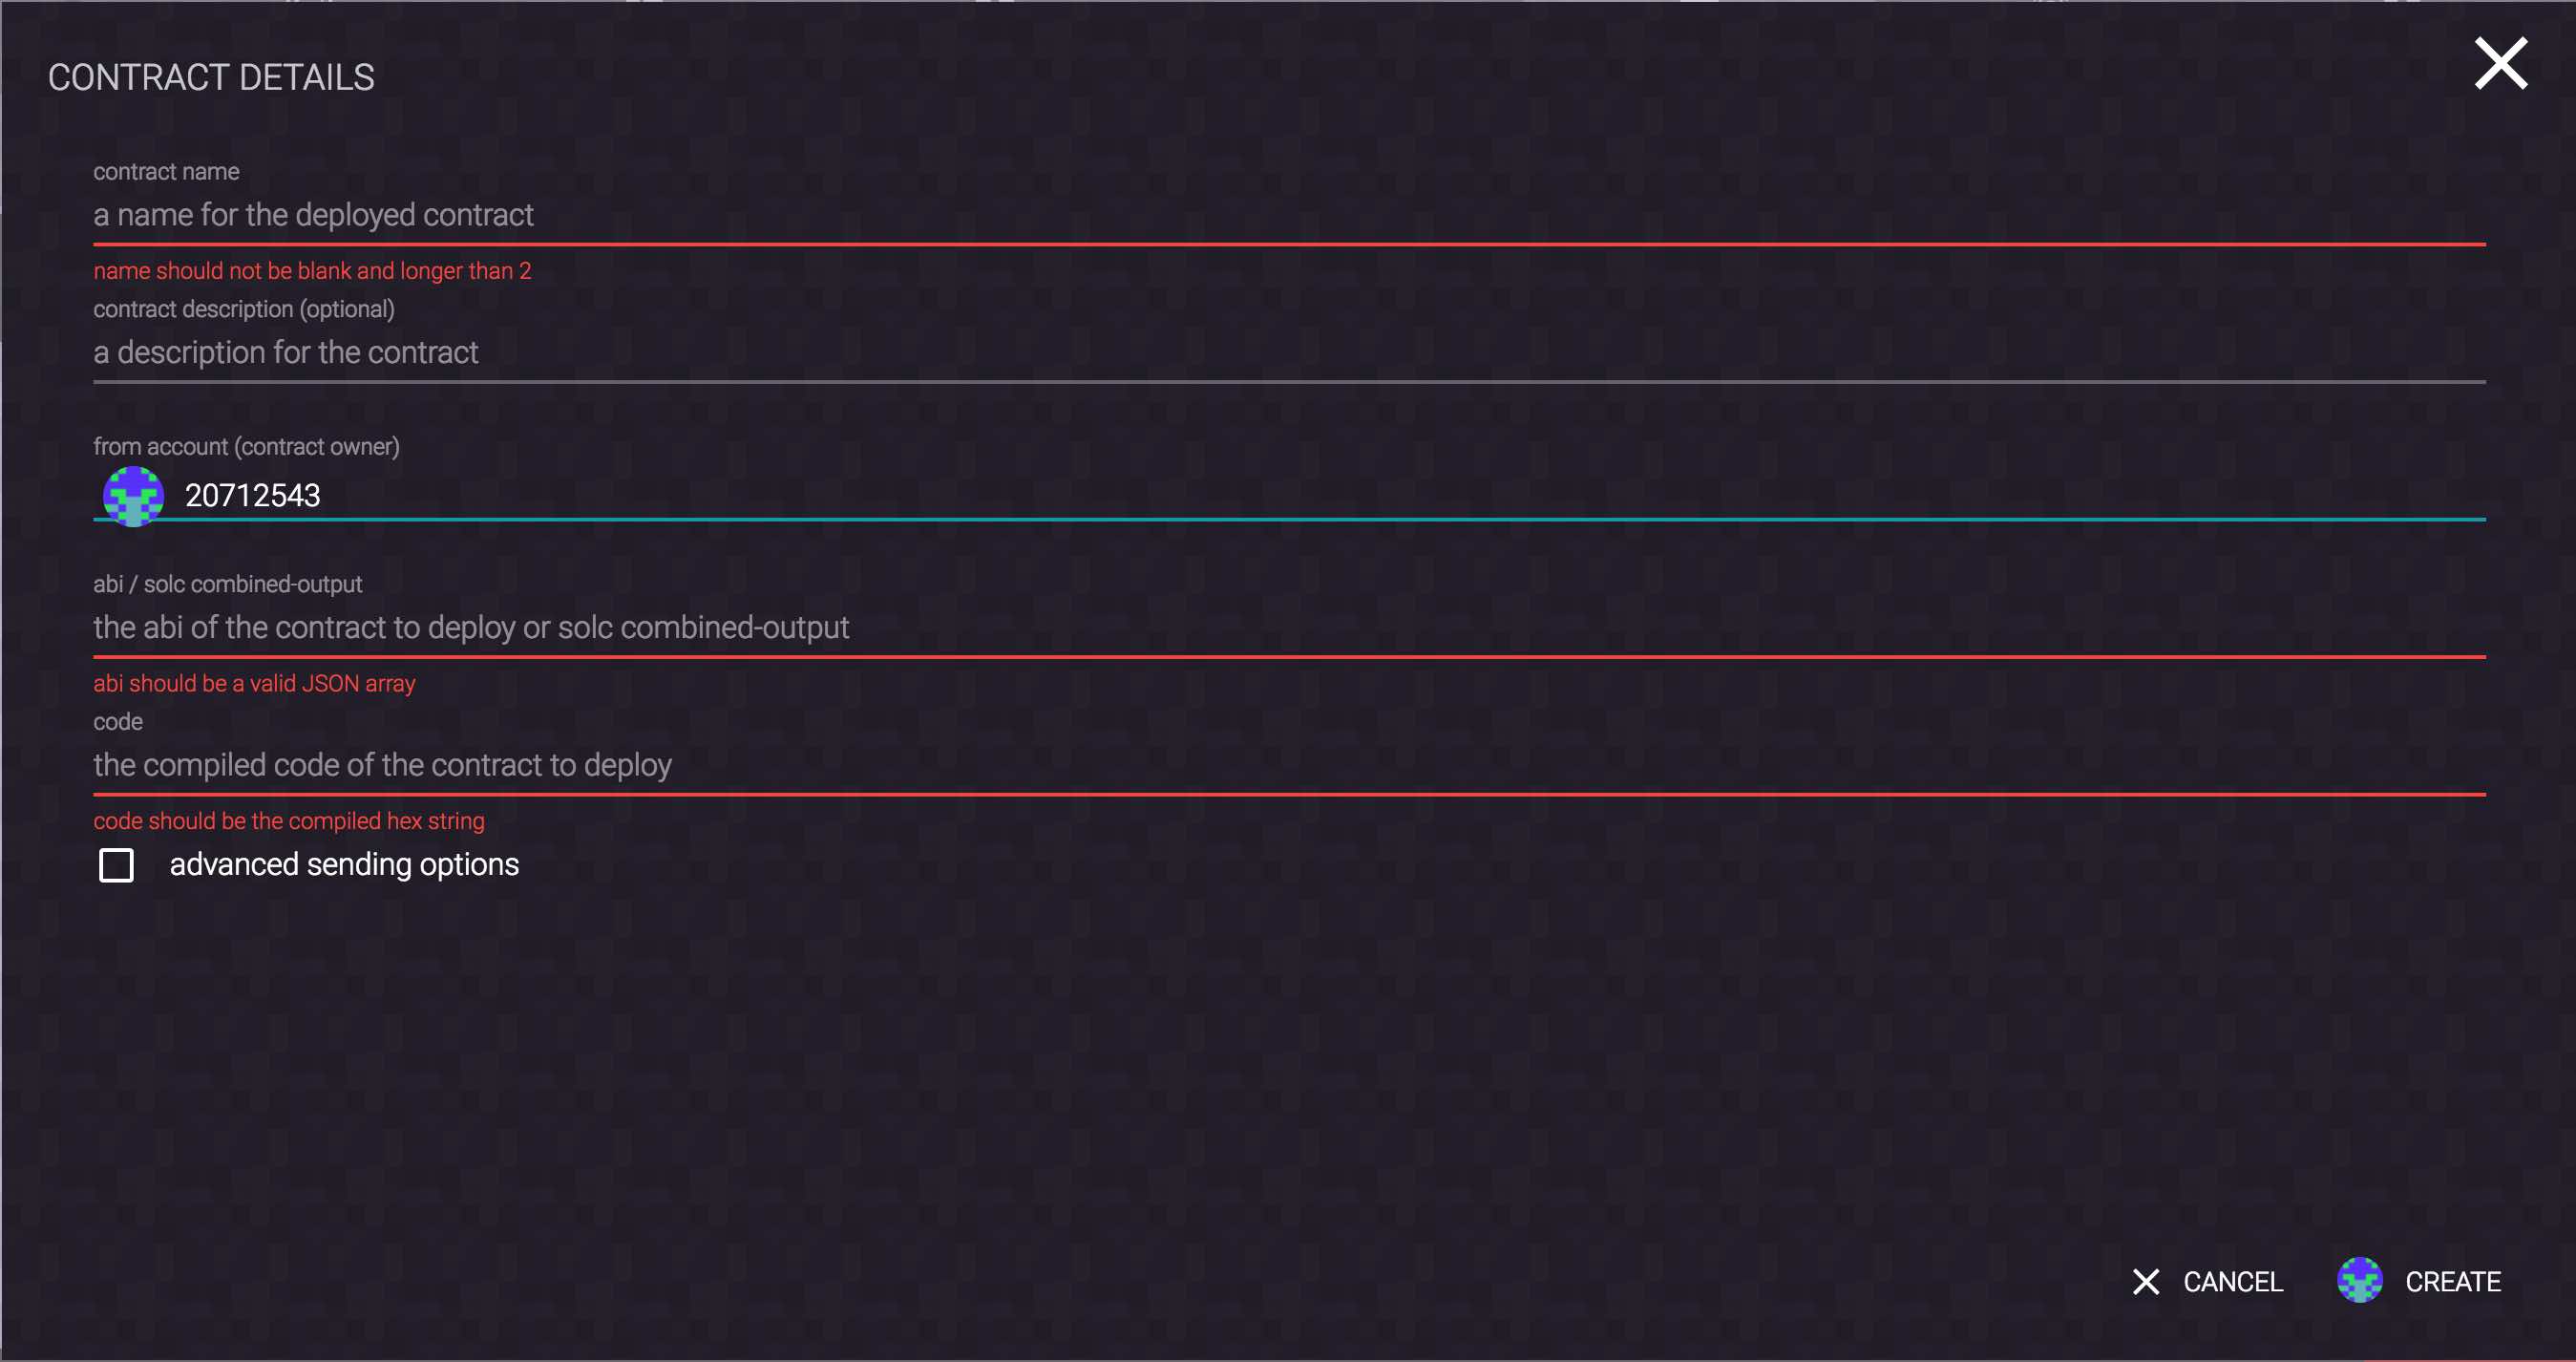 CONTRACT DETAILS
contract name
a name for the deployed contract
name should not be blank and longer than 2
contract description (optional)
a description for the contract
from account (contract owner)
20712543
abi / solc combined-output
the abi of the contract to deploy or solc combined-output
abi should be a valid JSON array
code
the compiled code of the contract to deploy
code should be the compiled hex string
advanced sending options
CANCEL
CREATE